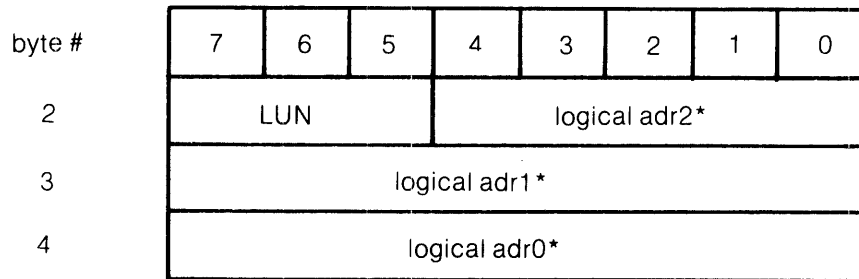 byte # 7 6 5 4 3 2 1 0
2 LUN logical adr2*
3 logical adr1*
4 logical adr0*